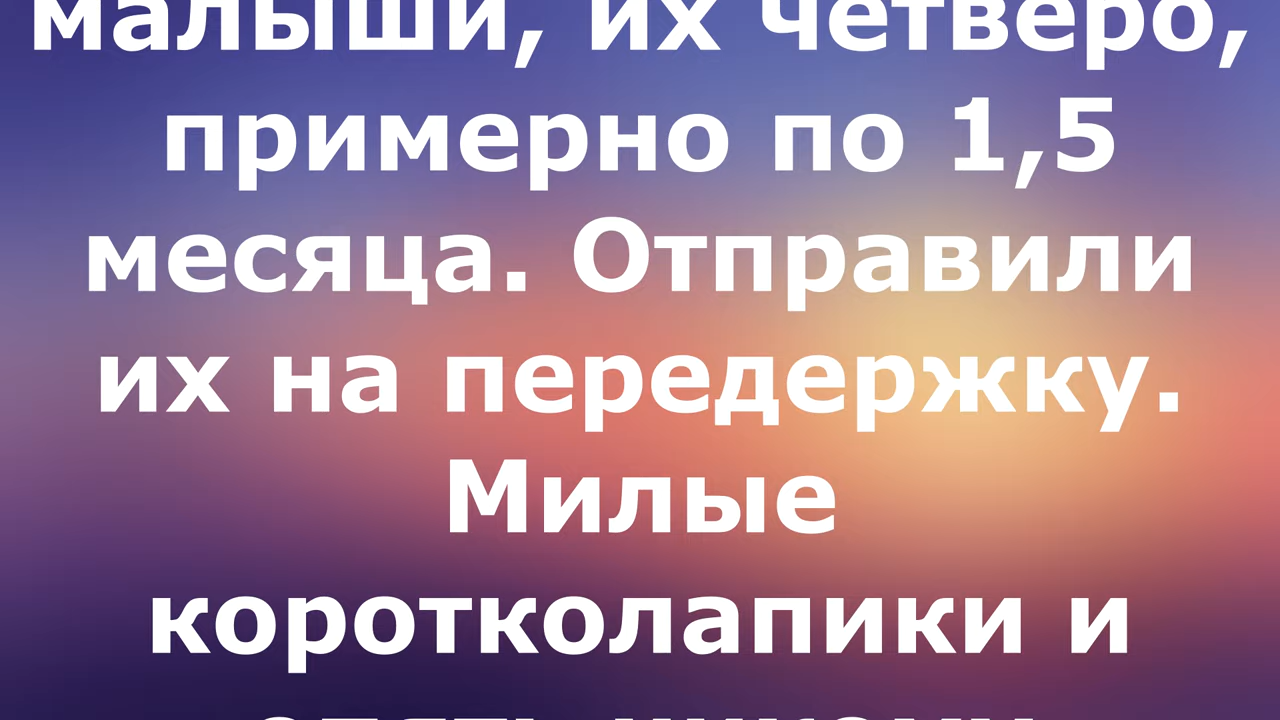 малыши, их четверо,
примерно по 1,5
месяца. Отправили
их на передержку.
Милые
коротколапики и